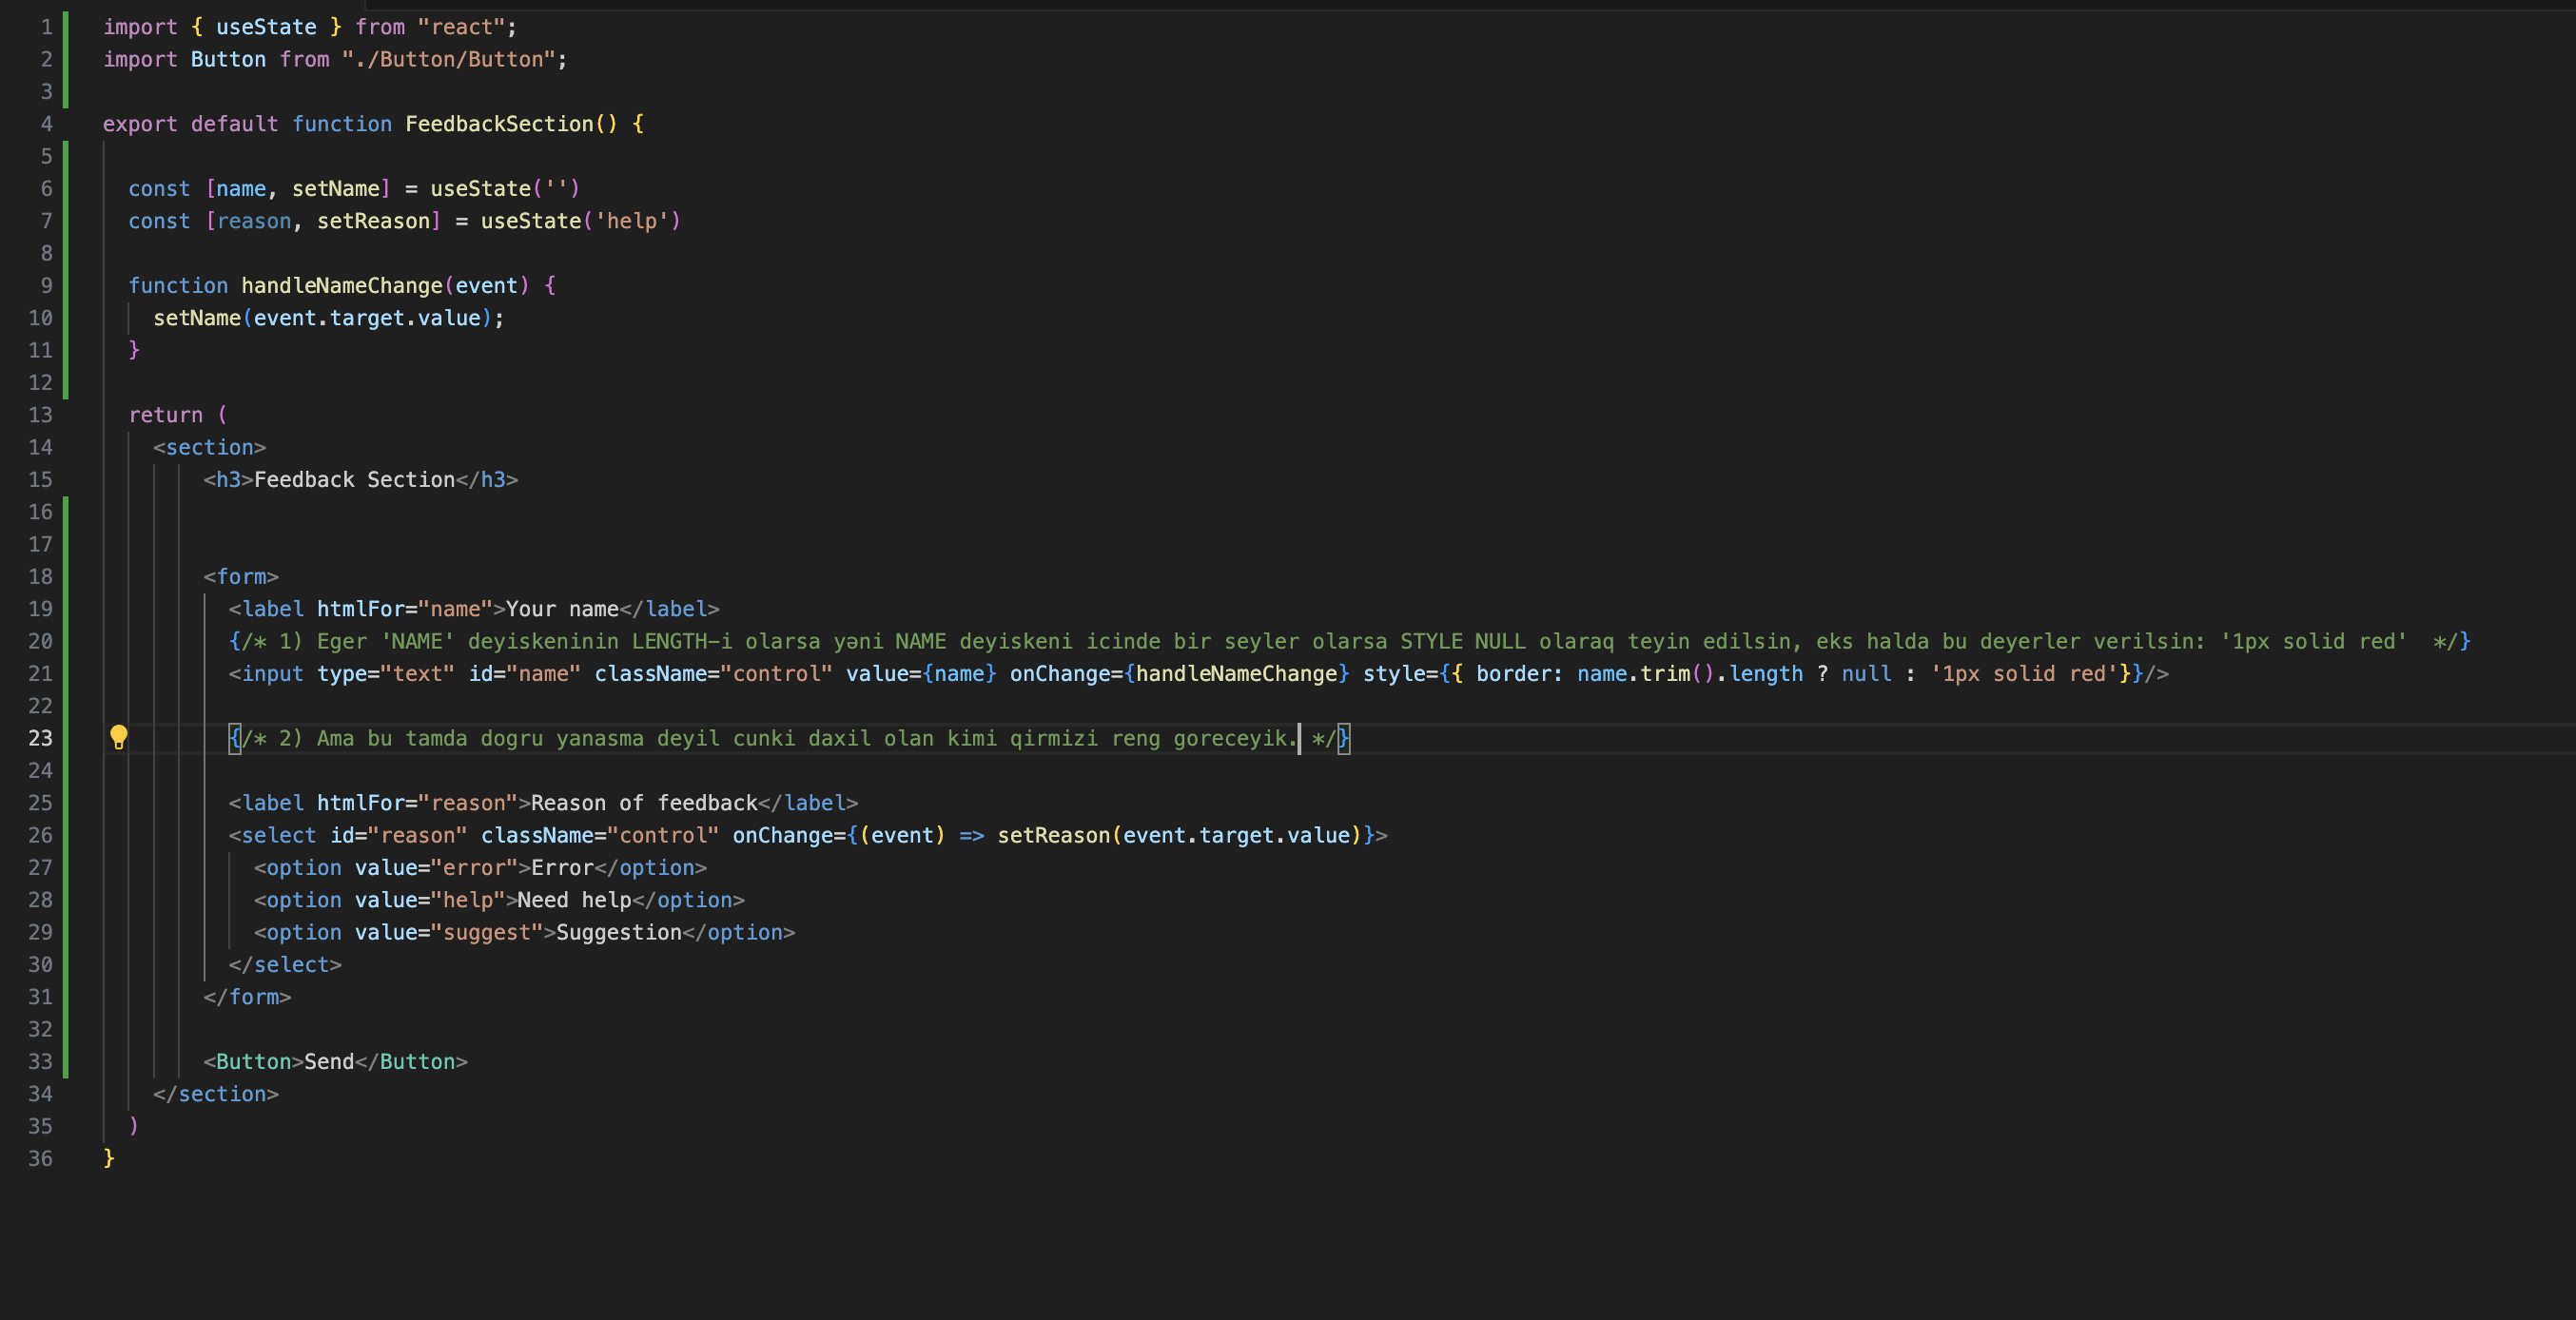 1 import { useState } from "react";
2 import Button from "./Button/Button";
3
4 export default function FeedbackSection() {
5
6 const [name, setName] = useState('')
7 const [reason, setReason] = useState('help')
8
9 function handleNameChange(event) {
10 setName(event.target.value);
11 }
12
13 return (
14 <section>
15 <h3>Feedback Section</h3>
16
17
18 <form>
19 <label htmlFor="name">Your name</label>
20 {/* 1) Eger 'NAME' deyiskeninin LENGTH-i olarsa yəni NAME deyiskeni icinde bir seyler olarsa STYLE NULL olaraq teyin edilsin, eks halda bu deyerler verilsin: '1px solid red'  */}
21 <input type="text" id="name" className="control" value={name} onChange={handleNameChange} style={{ border: name.trim().length ? null : '1px solid red'}}/>
22
23 {/* 2) Ama bu tamda dogru yanasma deyil cunki daxil olan kimi qirmizi reng goreceyik. */}
24
25 <label htmlFor="reason">Reason of feedback</label>
26 <select id="reason" className="control" onChange={(event) => setReason(event.target.value)}>
27 <option value="error">Error</option>
28 <option value="help">Need help</option>
29 <option value="suggest">Suggestion</option>
30 </select>
31 </form>
32
33 <Button>Send</Button>
34 </section>
35 )
36 }